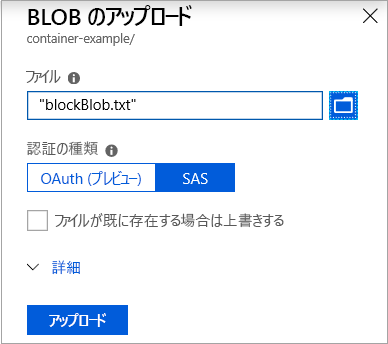 BLOB のアップロード
container-example/
ファイル
"blockBlob.txt"
認証の種類
OAuth (プレビュー) SAS
ファイルが既に存在する場合は上書きする
詳細
アップロード